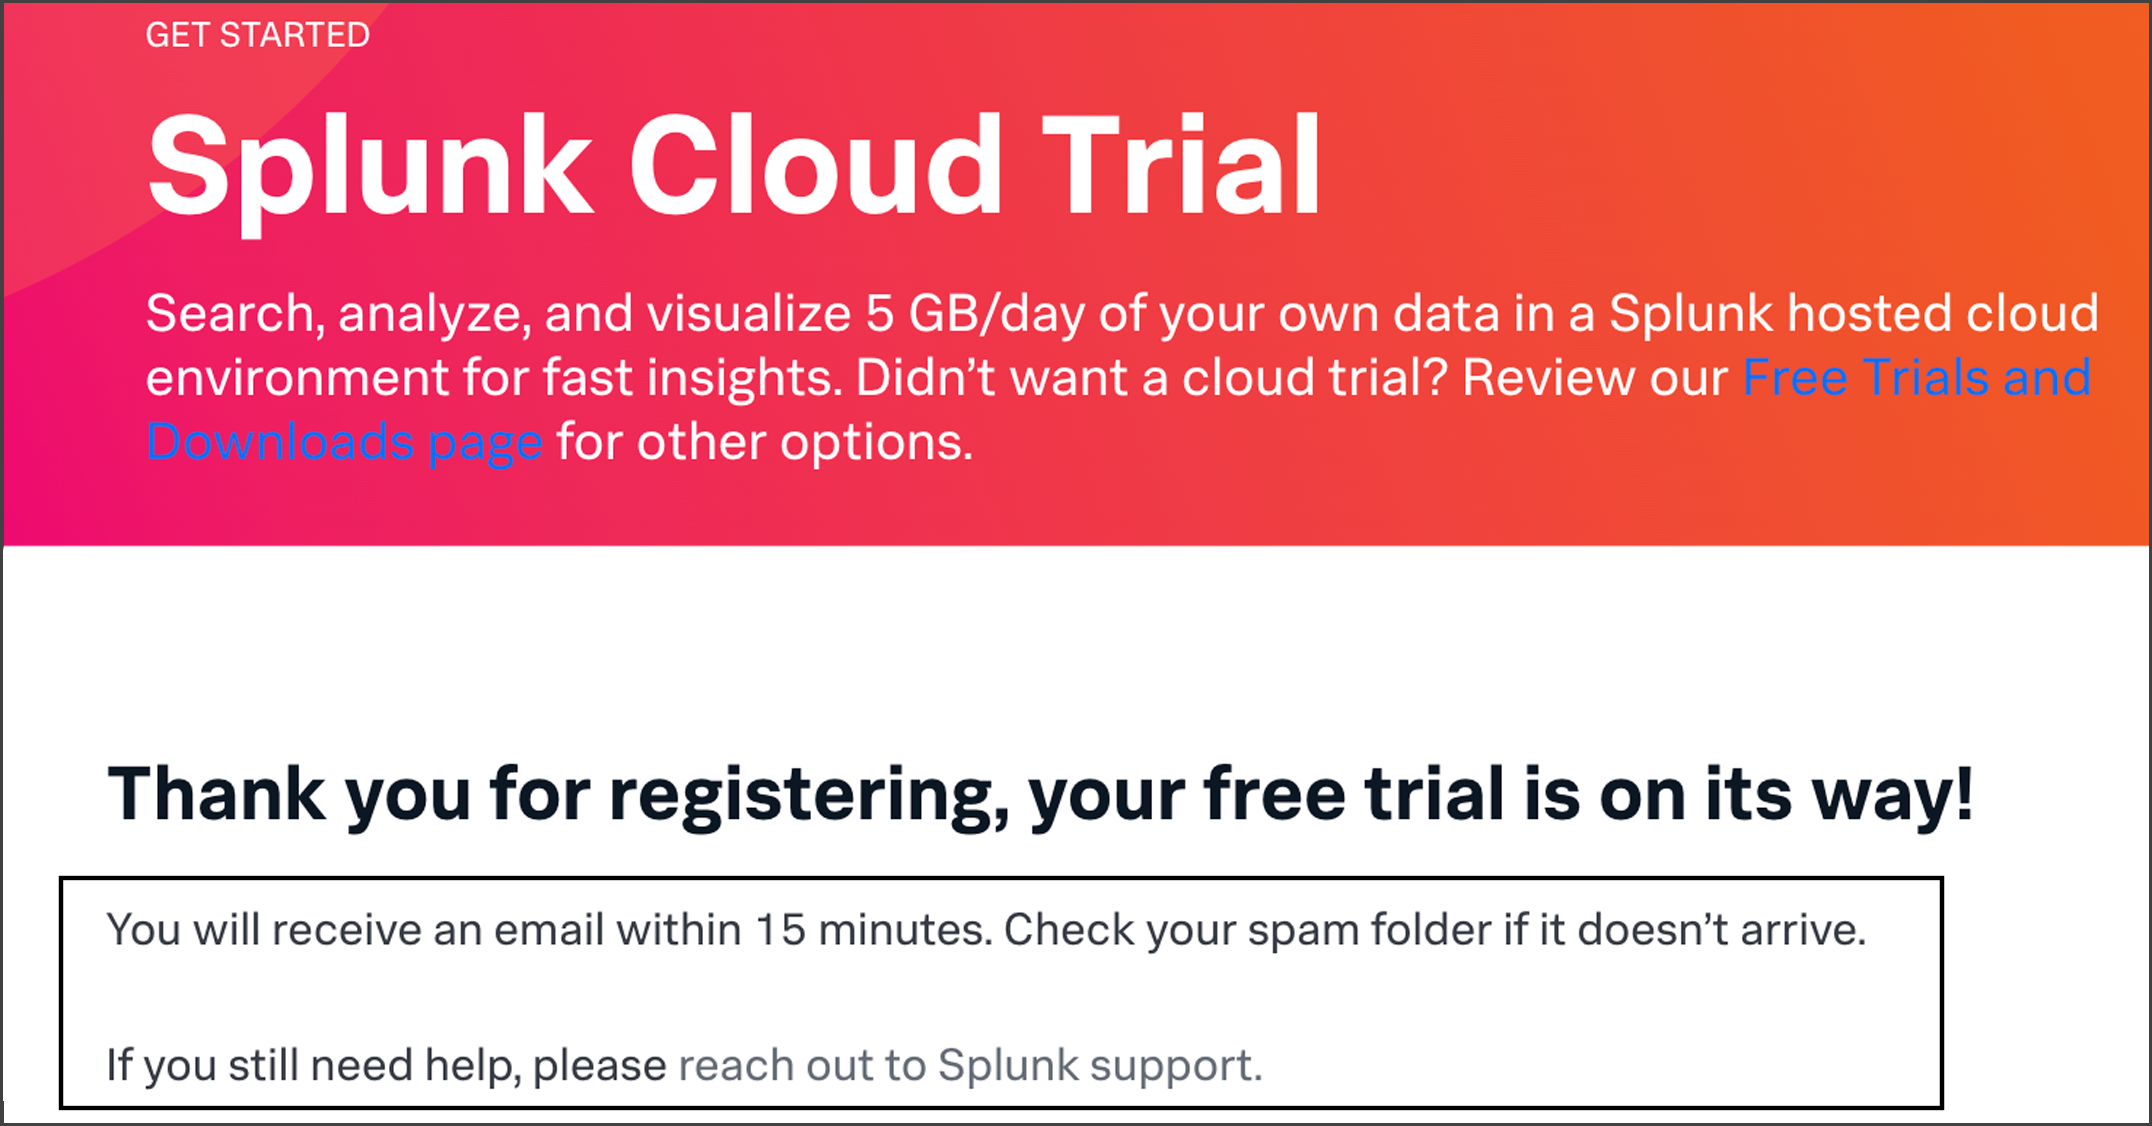 GET STARTED
Splunk Cloud Trial
Search, analyze, and visualize 5 GB/day of your own data in a Splunk hosted cloud
environment for fast insights. Didn’t want a cloud trial? Review our Free Trials and
Downloads page for other options.
Thank you for registering, your free trial is on its way!
You will receive an email within 15 minutes. Check your spam folder if it doesn’t arrive.
If you still need help, please reach out to Splunk support.